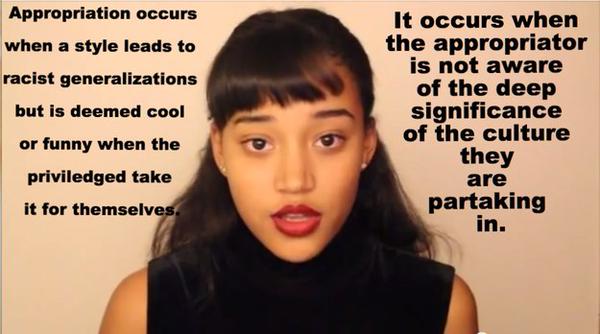 Appropriation occurs
when a style leads to
racist generalizations
but is deemed cool
or funny when the
priviledged take
it for themselves.
It occurs when
the appropriator
is not aware
of the deep
significance
of the culture
they
are
partaking
in.